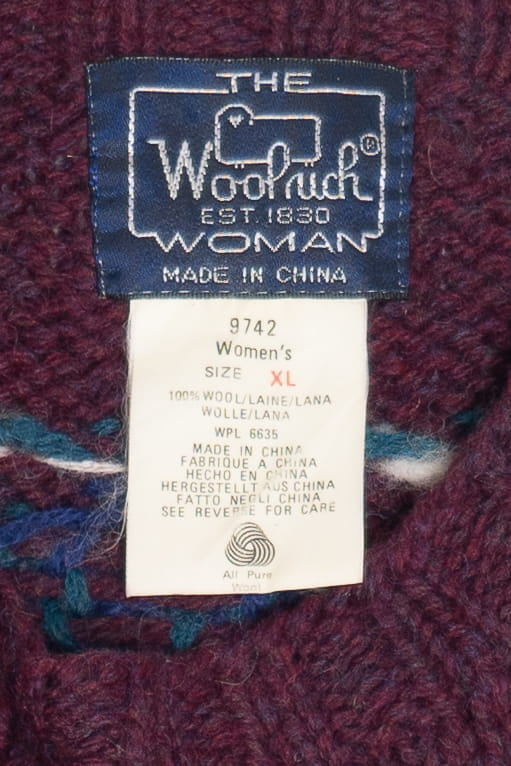 THE
Woolrich®
EST. 1830
WOMAN
MADE IN CHINA
9742
Women's
SIZE XL
100% WOOL/LAINE/LANA
WOLLE/LANA
WPL 6635
MADE IN CHINA
FABRIQUE A CHINA
HECHO EN CHINA
HERGESTELLT AUS CHINA
FATTO NEGLI CHINA
SEE REVERSE FOR CARE
All Pure
Wool